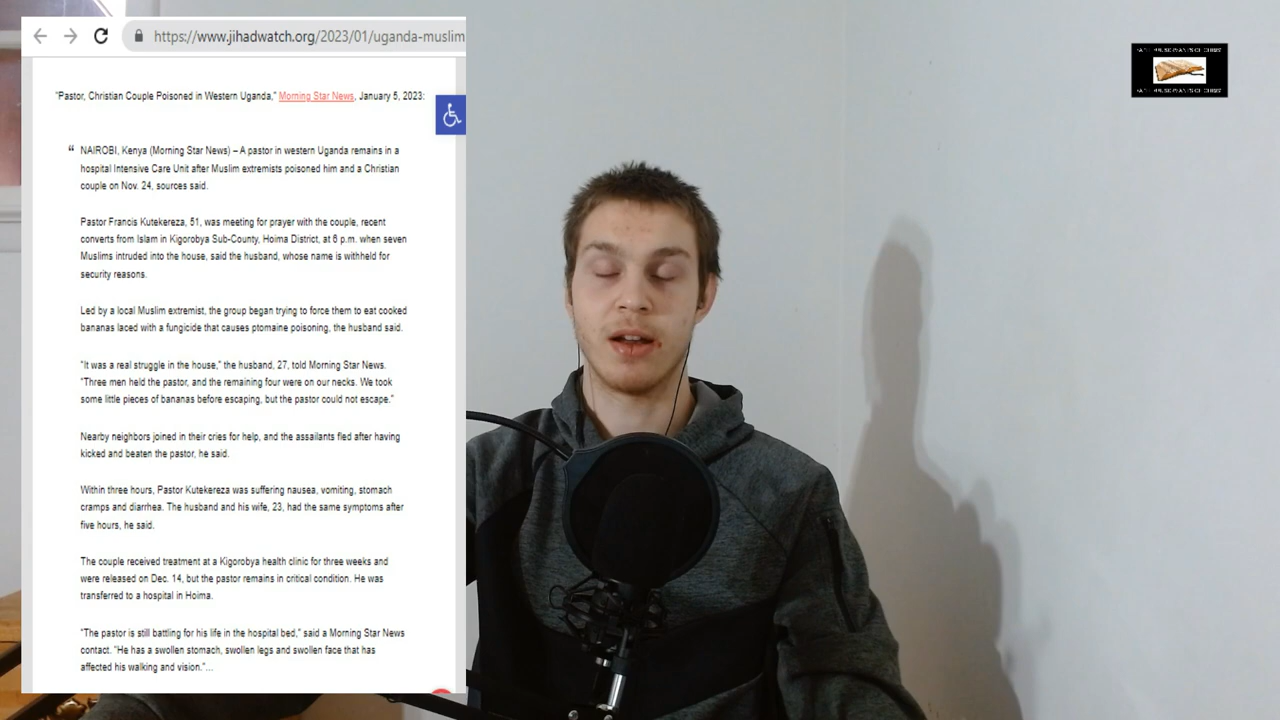 https://www.jihadwatch.org/2023/01/uganda-muslim
"Pastor, Christian Couple Poisoned in Western Uganda," Morning Star News, January 5, 2023:
“ NAIROBI, Kenya (Morning Star News) – A pastor in western Uganda remains in a
hospital Intensive Care Unit after Muslim extremists poisoned him and a Christian
couple on Nov. 24, sources said.
Pastor Francis Kutekereza, 51, was meeting for prayer with the couple, recent
converts from Islam in Kigorobya Sub-County, Hoima District, at 6 p.m. when seven
Muslims intruded into the house, said the husband, whose name is withheld for
security reasons.
Led by a local Muslim extremist, the group began trying to force them to eat cooked
bananas laced with a fungicide that causes ptomaine poisoning, the husband said.
"It was a real struggle in the house," the husband, 27, told Morning Star News.
"Three men held the pastor, and the remaining four were on our necks. We took
some little pieces of bananas before escaping, but the pastor could not escape."
Nearby neighbors joined in their cries for help, and the assailants fled after having
kicked and beaten the pastor, he said.
Within three hours, Pastor Kutekereza was suffering nausea, vomiting, stomach
cramps and diarrhea. The husband and his wife, 23, had the same symptoms after
five hours, he said.
The couple received treatment at a Kigorobya health clinic for three weeks and
were released on Dec. 14, but the pastor remains in critical condition. He was
transferred to a hospital in Hoima.
"The pastor is still battling for his life in the hospital bed," said a Morning Star News
contact. "He has a swollen stomach, swollen legs and swollen face that has
affected his walking and vision."...